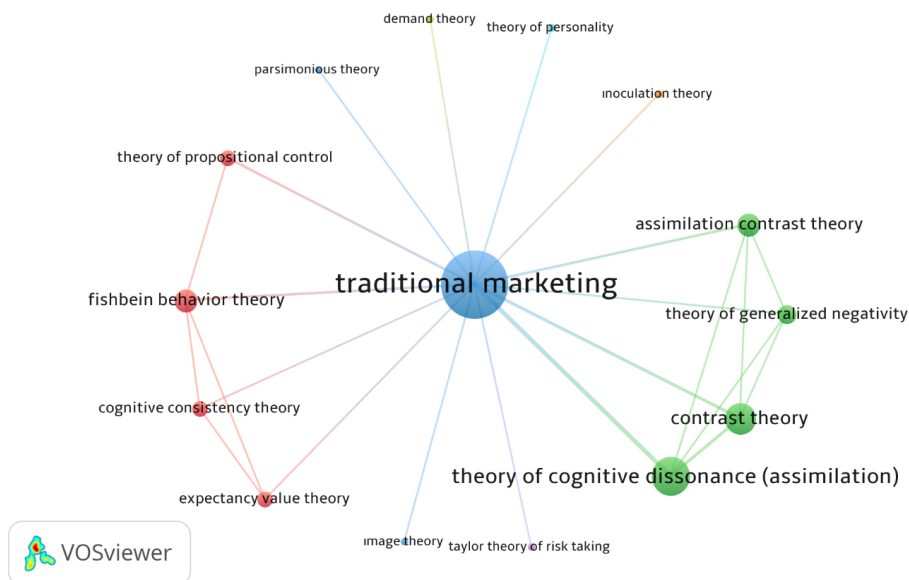 demand theory
theory of personality
parsimonious theory
inoculation theory
theory of propositional control
assimilation contrast theory
traditional marketing
fishbein behavior theory
theory of generalized negativity
cognitive consistency theory
contrast theory
theory of cognitive dissonance (assimilation)
expectancy value theory
image theory
taylor theory of risk taking
VOSviewer